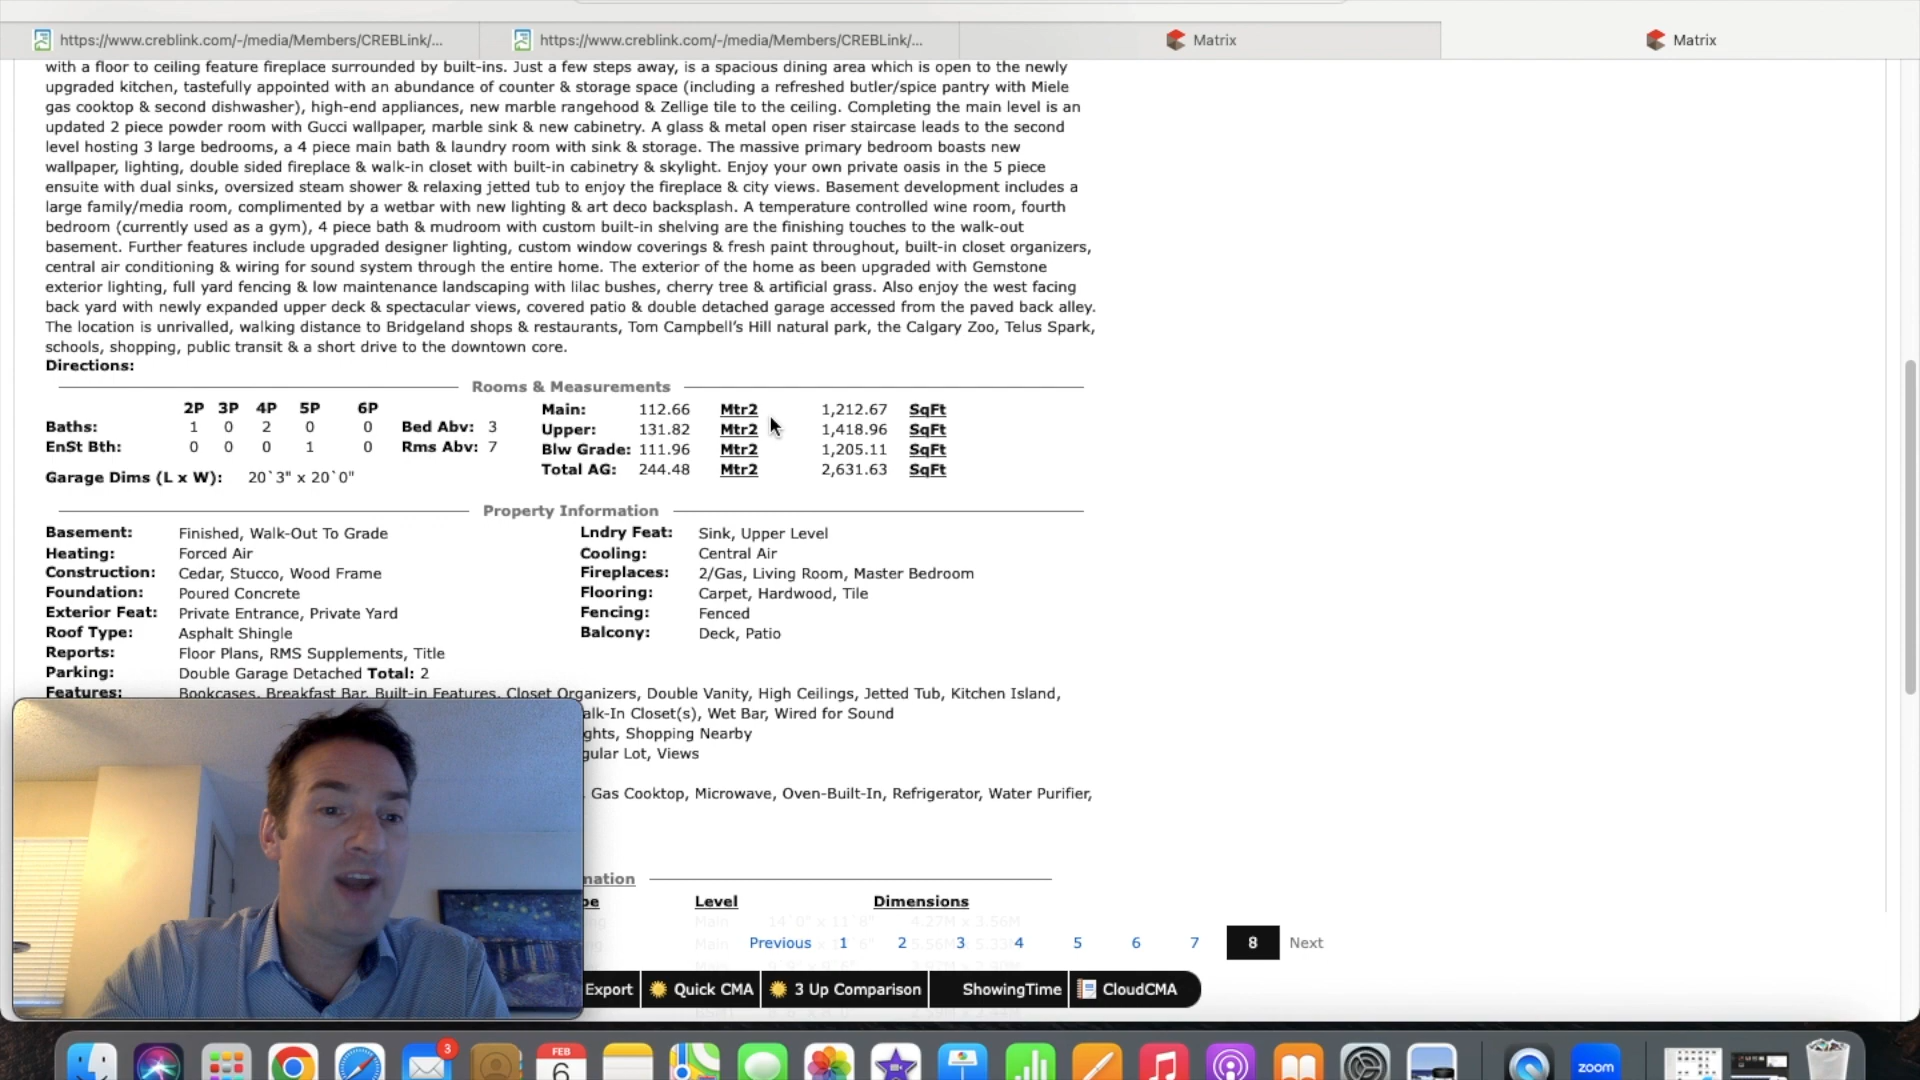 https://www.creblink.com/-/media/Members/CREBLink/...
https://www.creblink.com/-/media/Members/CREBLink/...
Matrix
Matrix
with a floor to ceiling feature fireplace surrounded by built-ins. Just a few steps away, is a spacious dining area which is open to the newly
upgraded kitchen, tastefully appointed with an abundance of counter & storage space (including a refreshed butler/spice pantry with Miele
gas cooktop & second dishwasher), high-end appliances, new marble rangehood & Zellige tile to the ceiling. Completing the main level is an
updated 2 piece powder room with Gucci wallpaper, marble sink & new cabinetry. A glass & metal open riser staircase leads to the second
level hosting 3 large bedrooms, a 4 piece main bath & laundry room with sink & storage. The massive primary bedroom boasts new
wallpaper, lighting, double sided fireplace & walk-in closet with built-in cabinetry & skylight. Enjoy your own private oasis in the 5 piece
ensuite with dual sinks, oversized steam shower & relaxing jetted tub to enjoy the fireplace & city views. Basement development includes a
large family/media room, complimented by a wetbar with new lighting & art deco backsplash. A temperature controlled wine room, fourth
bedroom (currently used as a gym), 4 piece bath & mudroom with custom built-in shelving are the finishing touches to the walk-out
basement. Further features include upgraded designer lighting, custom window coverings & fresh paint throughout, built-in closet organizers,
central air conditioning & wiring for sound system through the entire home. The exterior of the home as been upgraded with Gemstone
exterior lighting, full yard fencing & low maintenance landscaping with lilac bushes, cherry tree & artificial grass. Also enjoy the west facing
back yard with newly expanded upper deck & spectacular views, covered patio & double detached garage accessed from the paved back alley.
The location is unrivalled, walking distance to Bridgeland shops & restaurants, Tom Campbell's Hill natural park, the Calgary Zoo, Telus Spark,
schools, shopping, public transit & a short drive to the downtown core.
Directions:
Rooms & Measurements
2P 3P 4P 5P 6P Main: 112.66 Mtr2 1,212.67 SqFt
Baths: 1 0 2 0 0 Bed Abv: 3 Upper: 131.82 Mtr2 1,418.96 SqFt
EnSt Bth: 0 0 0 1 0 Rms Abv: 7 Blw Grade: 111.96 Mtr2 1,205.11 SqFt
Total AG: 244.48 Mtr2 2,631.63 SqFt
Garage Dims (L x W): 20`3" x 20`0"
Property Information
Basement: Finished, Walk-Out To Grade Lndry Feat: Sink, Upper Level
Heating: Forced Air Cooling: Central Air
Construction: Cedar, Stucco, Wood Frame Fireplaces: 2/Gas, Living Room, Master Bedroom
Foundation: Poured Concrete Flooring: Carpet, Hardwood, Tile
Exterior Feat: Private Entrance, Private Yard Fencing: Fenced
Roof Type: Asphalt Shingle Balcony: Deck, Patio
Reports: Floor Plans, RMS Supplements, Title
Parking: Double Garage Detached Total: 2
Features: Bookcases, Breakfast Bar, Built-in Features, Closet Organizers, Double Vanity, High Ceilings, Jetted Tub, Kitchen Island,
alk-In Closet(s), Wet Bar, Wired for Sound
ghts, Shopping Nearby
gular Lot, Views
Gas Cooktop, Microwave, Oven-Built-In, Refrigerator, Water Purifier,
mation
pe Level Dimensions
Main 14`0" x 11`8" 4.27M x 3.56M
Previous 1 2 3 4 5 6 7 8 Next
Export Quick CMA 3 Up Comparison ShowingTime CloudCMA
3
FEB
6
zoom